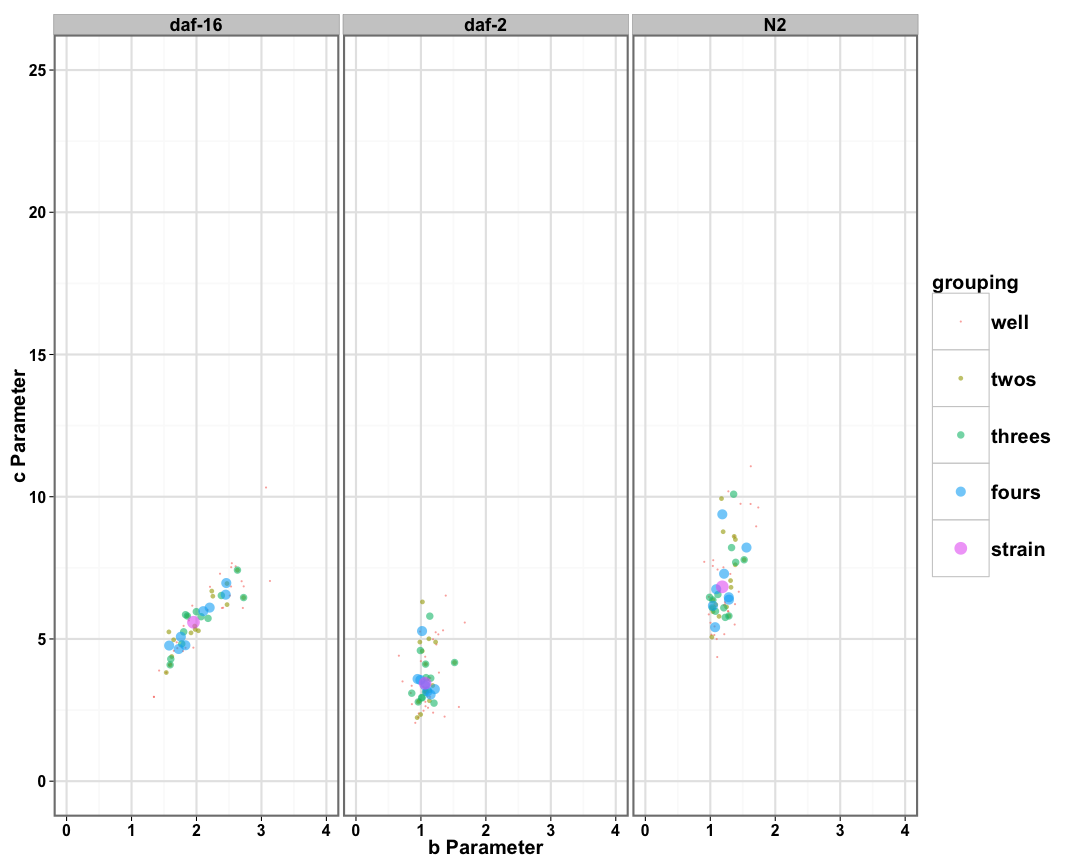 daf-16 daf-2 N2
25
20
15
10
5
0
c Parameter
0 1 2 3 4 0 1 2 3 4 0 1 2 3 4
b Parameter
grouping
well
twos
threes
fours
strain